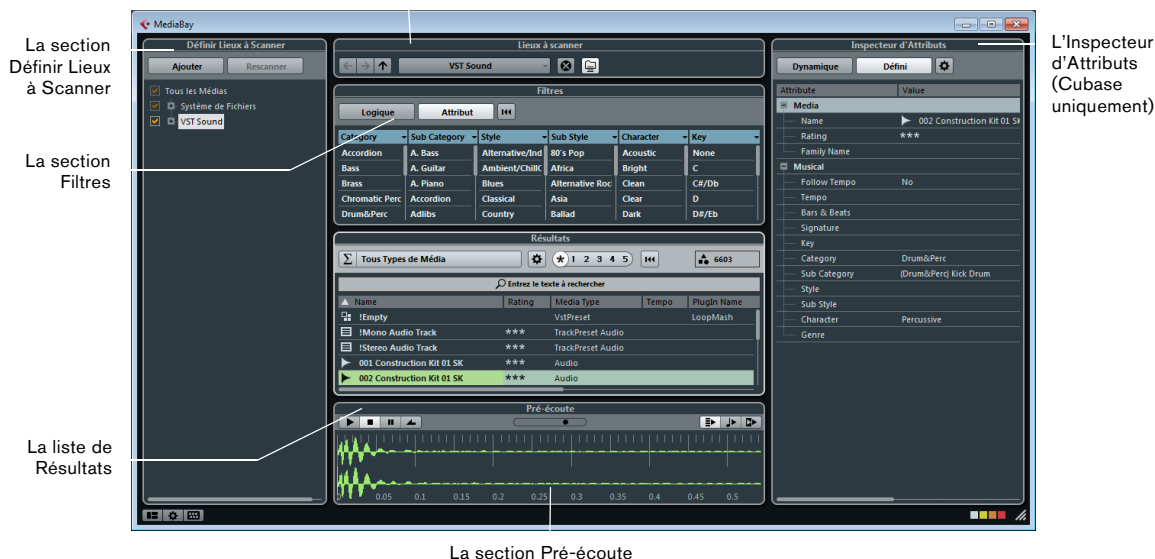 MediaBay
La section
Définir Lieux
à Scanner
La section
Filtres
La liste de
Résultats
Définir Lieux à Scanner
Ajouter Rescanner
Tous les Médias
Système de Fichiers
VST Sound
Lieux à scanner
VST Sound
Filtres
Logique Attribut
Category Sub Category Style Sub Style Character Key
Accordion A. Bass Alternative/Ind 80's Pop Acoustic None
Bass A. Guitar Ambient/ChillC Africa Bright C
Brass A. Piano Blues Alternative Roc Clean C#/Db
Chromatic Perc Accordion Classical Asia Clear D
Drum&Perc Adlibs Country Ballad Dark D#/Eb
Résultats
Σ Tous Types de Média * 1 2 3 4 5 6603
Entrez le texte à rechercher
Name Rating Media Type Tempo PlugIn Name
!Empty VstPreset LoopMash
!Mono Audio Track *** TrackPreset Audio
!Stereo Audio Track *** TrackPreset Audio
001 Construction Kit 01 SK *** Audio
002 Construction Kit 01 SK *** Audio
Pré-écoute
0.05 0.1 0.15 0.2 0.25 0.3 0.35 0.4 0.45 0.5
La section Pré-écoute
Inspecteur d'Attributs
Dynamique Défini
Attribute Value
Media
Name 002 Construction Kit 01 SK
Rating ***
Family Name
Musical
Follow Tempo No
Tempo
Bars & Beats
Signature
Key
Category Drum&Perc
Sub Category (Drum&Perc) Kick Drum
Style
Sub Style
Character Percussive
Genre
L'Inspecteur
d'Attributs
(Cubase
uniquement)